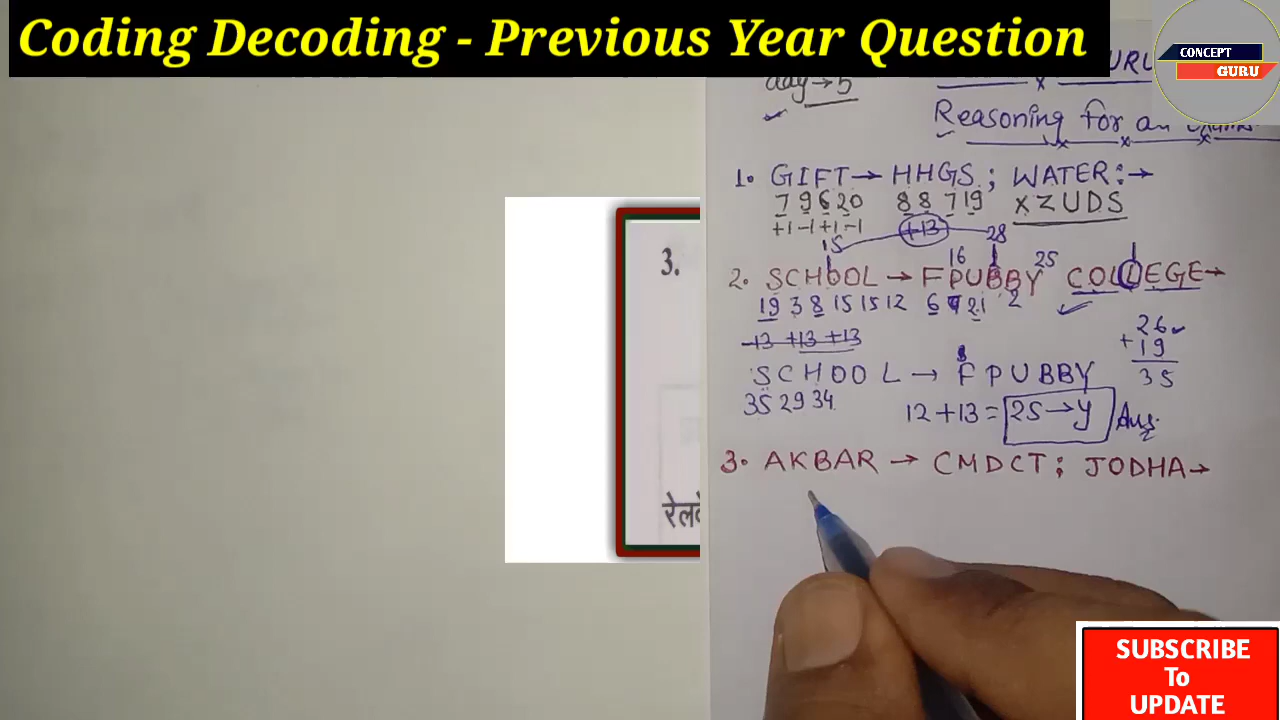 Coding Decoding - Previous Year Question
CONCEPT
GURU
URU
day → 5
Reasoning for an
1. GIFT → HHGS ; WATER :→
7 9 6 20 8 8 7 19 XZUDS
+1 -1 +1 -1 +13
15 28
16 25
2. SCHOOL → FPUBBY COLLEGE →
19 3 8 15 15 12 6 21 2
-13 +13 +13
26
+19
35
SCHOOL → FPUBBY
35 29 34
12 + 13 = 25 → y Ans
3. AKBAR → CMDCT ; JODHA →
3.
SUBSCRIBE
To
UPDATE